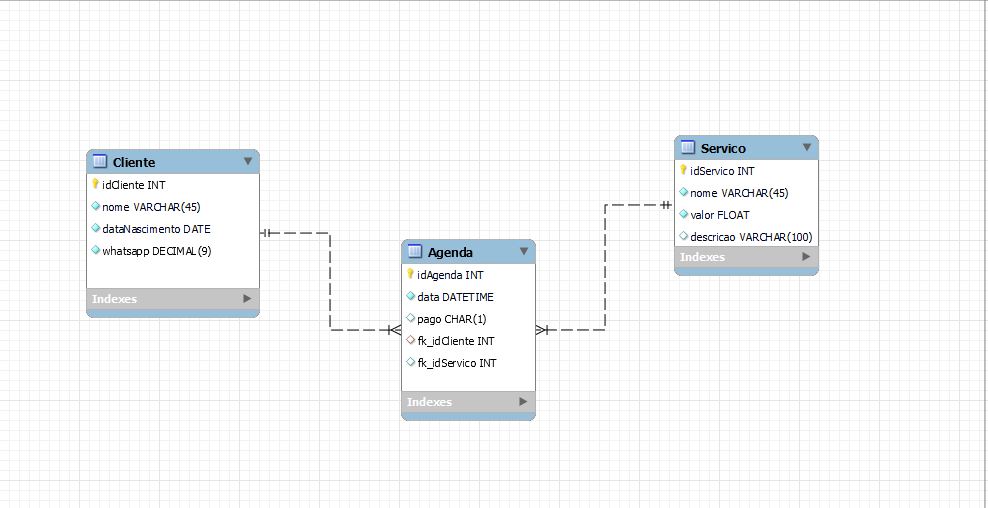 Cliente
idCliente INT
nome VARCHAR(45)
dataNascimento DATE
whatsapp DECIMAL(9)
Indexes
Agenda
idAgenda INT
data DATETIME
pago CHAR(1)
fk_idCliente INT
fk_idServico INT
Indexes
Servico
idServico INT
nome VARCHAR(45)
valor FLOAT
descricao VARCHAR(100)
Indexes